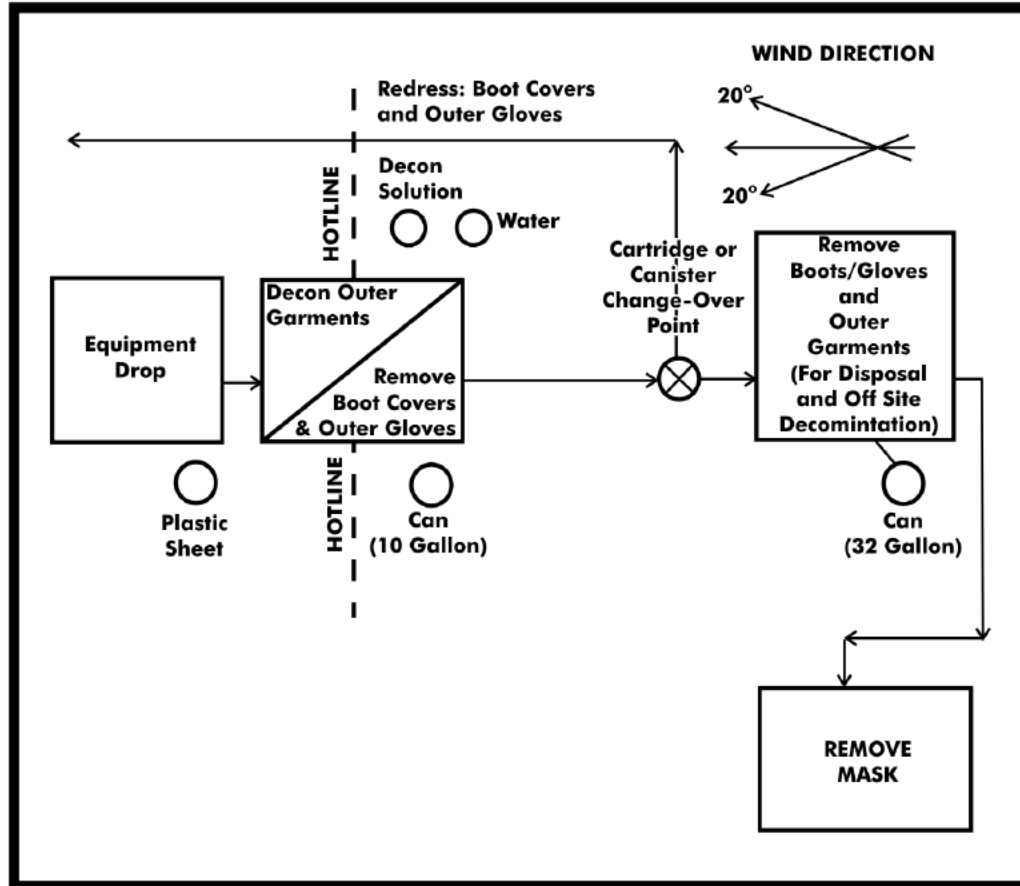 WIND DIRECTION
20°
20°
Redress: Boot Covers
and Outer Gloves
HOTLINE
Decon
Solution
Water
Cartridge or
Canister
Change-Over
Point
Remove
Boots/Gloves
and
Outer
Garments
(For Disposal
and Off Site
Decomintation)
Equipment
Drop
Decon Outer
Garments
Remove
Boot Covers
& Outer Gloves
Plastic
Sheet
HOTLINE
Can
(10 Gallon)
Can
(32 Gallon)
REMOVE
MASK